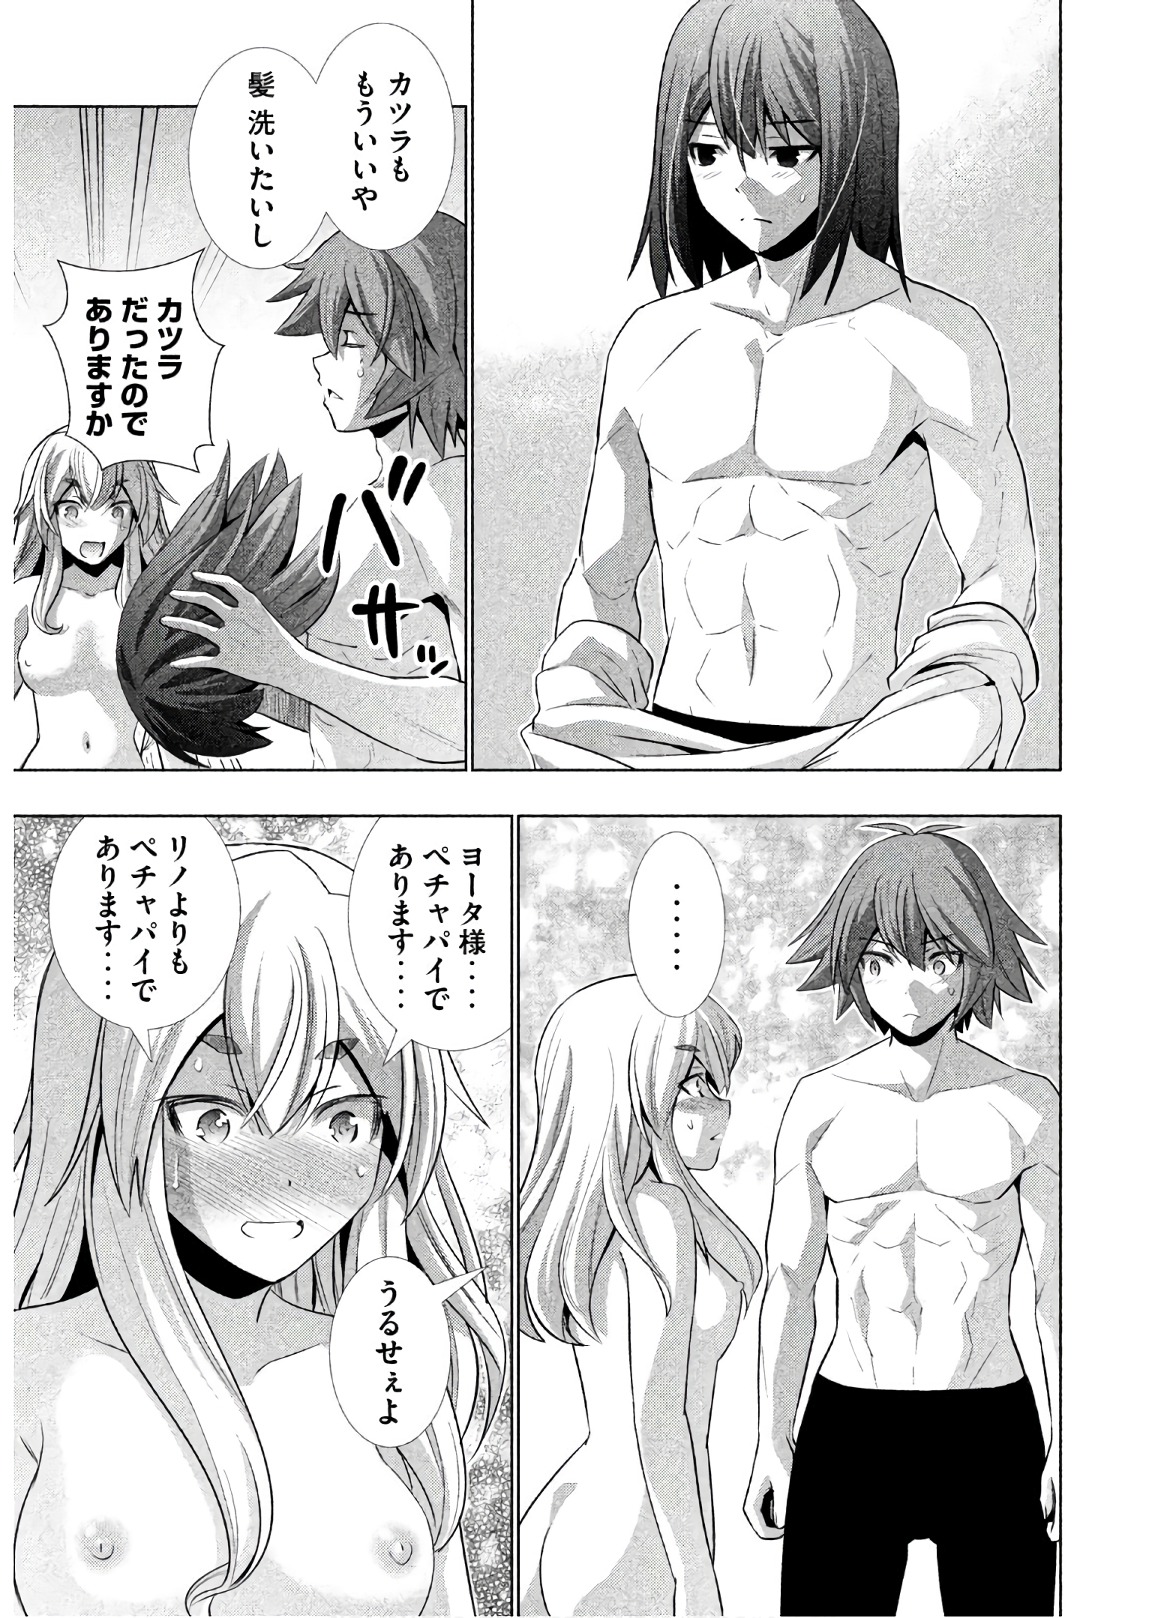 カツラも
もういいや
髪 洗いたいし
カツラ
だったので
ありますか
バ
サッ
・・・・・・
ヨータ様‥‥
ペチャパイで
あります‥‥
リノよりも
ペチャパイで
あります‥‥
うるせぇよ